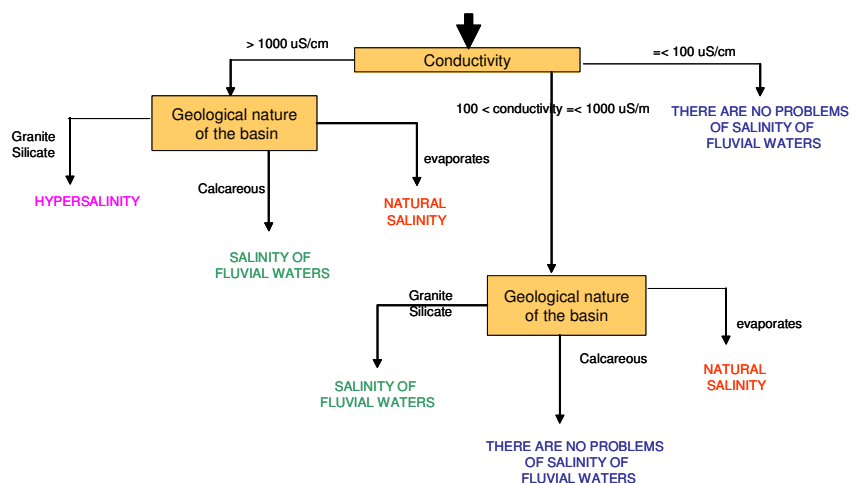 > 1000 uS/cm
Conductivity
=< 100 uS/cm
100 < conductivity =< 1000 uS/m
THERE ARE NO PROBLEMS
OF SALINITY OF
FLUVIAL WATERS
Geological nature
of the basin
Granite
Silicate
evaporates
Calcareous
HYPERSALINITY
NATURAL
SALINITY
SALINITY OF
FLUVIAL WATERS
Geological nature
of the basin
Granite
Silicate
evaporates
Calcareous
NATURAL
SALINITY
SALINITY OF
FLUVIAL WATERS
THERE ARE NO PROBLEMS
OF SALINITY OF
FLUVIAL WATERS